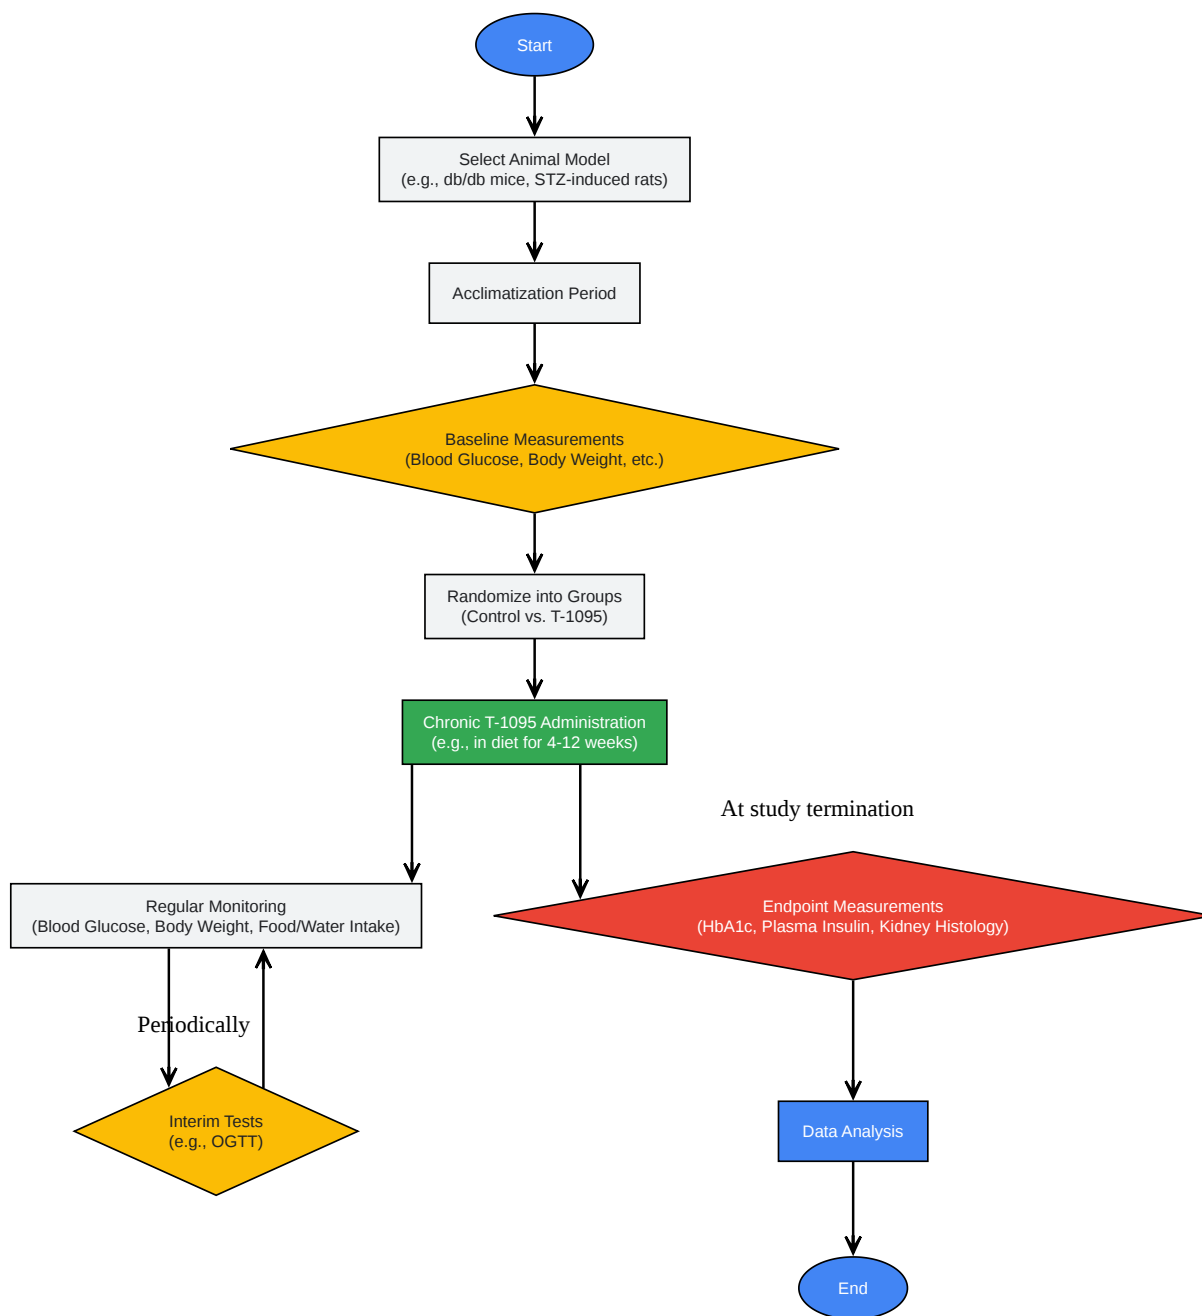 Start
Select Animal Model
(e.g., db/db mice, STZ-induced rats)
Acclimatization Period
Baseline Measurements
(Blood Glucose, Body Weight, etc.)
Randomize into Groups
(Control vs. T-1095)
Chronic T-1095 Administration
(e.g., in diet for 4-12 weeks)
At study termination
Regular Monitoring
(Blood Glucose, Body Weight, Food/Water Intake)
Endpoint Measurements
(HbA1c, Plasma Insulin, Kidney Histology)
Periodically
Interim Tests
(e.g., OGTT)
Data Analysis
End